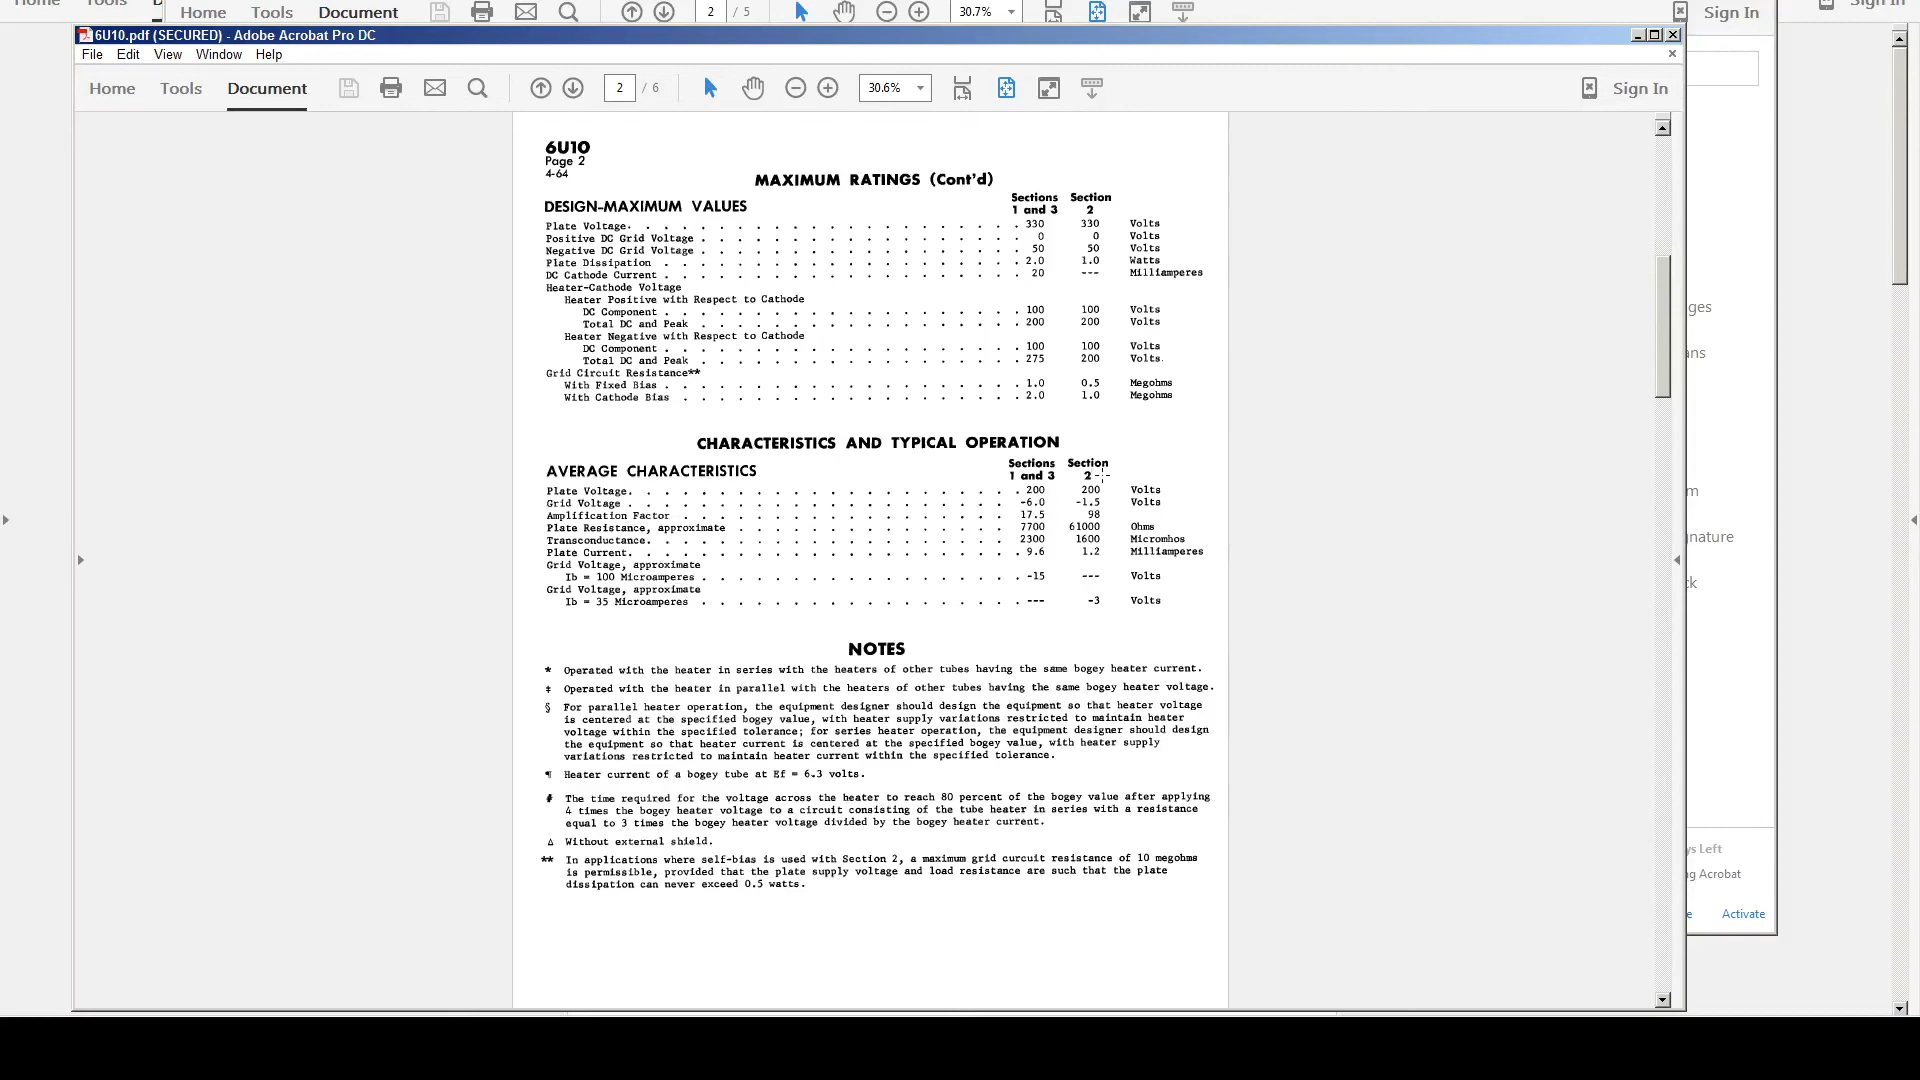 Home Tools Document 2 / 5 30.7% Sign In
6U10.pdf (SECURED) - Adobe Acrobat Pro DC
File Edit View Window Help
Home Tools Document 2 / 6 30.6% Sign In
6U10
Page 2
4-64
MAXIMUM RATINGS (Cont'd)
DESIGN-MAXIMUM VALUES Sections 1 and 3 Section 2
Plate Voltage. . . . . . . . . . . . . . . . . . . . . . 330 330 Volts
Positive DC Grid Voltage . . . . . . . . . . . . . . . . . . 0 0 Volts
Negative DC Grid Voltage . . . . . . . . . . . . . . . . . . 50 50 Volts
Plate Dissipation . . . . . . . . . . . . . . . . . . . . 2.0 1.0 Watts
DC Cathode Current . . . . . . . . . . . . . . . . . . . . 20 --- Milliamperes
Heater-Cathode Voltage
Heater Positive with Respect to Cathode
DC Component . . . . . . . . . . . . . . . . . . . . 100 100 Volts
Total DC and Peak . . . . . . . . . . . . . . . . . . 200 200 Volts
Heater Negative with Respect to Cathode
DC Component . . . . . . . . . . . . . . . . . . . . 100 100 Volts
Total DC and Peak . . . . . . . . . . . . . . . . . . 275 200 Volts.
Grid Circuit Resistance**
With Fixed Bias . . . . . . . . . . . . . . . . . . . . 1.0 0.5 Megohms
With Cathode Bias . . . . . . . . . . . . . . . . . . . 2.0 1.0 Megohms
CHARACTERISTICS AND TYPICAL OPERATION
AVERAGE CHARACTERISTICS Sections 1 and 3 Section 2
Plate Voltage. . . . . . . . . . . . . . . . . . . . . . 200 200 Volts
Grid Voltage . . . . . . . . . . . . . . . . . . . . . . -6.0 -1.5 Volts
Amplification Factor . . . . . . . . . . . . . . . . . . . 17.5 98
Plate Resistance, approximate . . . . . . . . . . . . . . . . 7700 61000 Ohms
Transconductance. . . . . . . . . . . . . . . . . . . . . 2300 1600 Micromhos
Plate Current. . . . . . . . . . . . . . . . . . . . . . 9.6 1.2 Milliamperes
Grid Voltage, approximate
Ib = 100 Microamperes . . . . . . . . . . . . . . . . . . -15 --- Volts
Grid Voltage, approximate
Ib = 35 Microamperes . . . . . . . . . . . . . . . . . . --- -3 Volts
NOTES
* Operated with the heater in series with the heaters of other tubes having the same bogey heater current.
‡ Operated with the heater in parallel with the heaters of other tubes having the same bogey heater voltage.
§ For parallel heater operation, the equipment designer should design the equipment so that heater voltage
is centered at the specified bogey value, with heater supply variations restricted to maintain heater
voltage within the specified tolerance; for series heater operation, the equipment designer should design
the equipment so that heater current is centered at the specified bogey value, with heater supply
variations restricted to maintain heater current within the specified tolerance.
¶ Heater current of a bogey tube at Ef = 6.3 volts.
# The time required for the voltage across the heater to reach 80 percent of the bogey value after applying
4 times the bogey heater voltage to a circuit consisting of the tube heater in series with a resistance
equal to 3 times the bogey heater voltage divided by the bogey heater current.
Δ Without external shield.
** In applications where self-bias is used with Section 2, a maximum grid curcuit resistance of 10 megohms
is permissible, provided that the plate supply voltage and load resistance are such that the plate
dissipation can never exceed 0.5 watts.
ges
ans
m
gnature
ck
ys Left
ng Acrobat
e Activate